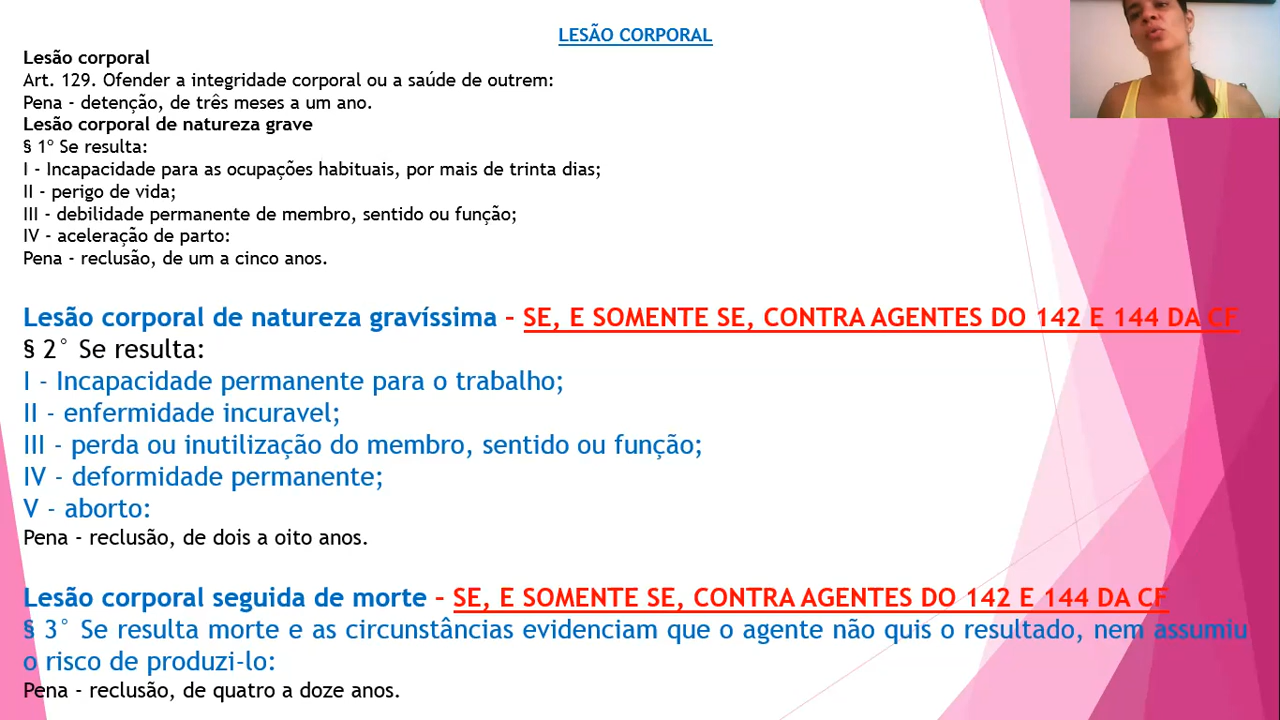 LESÃO CORPORAL
Lesão corporal
Art. 129. Ofender a integridade corporal ou a saúde de outrem:
Pena - detenção, de três meses a um ano.
Lesão corporal de natureza grave
§ 1º Se resulta:
I - Incapacidade para as ocupações habituais, por mais de trinta dias;
II - perigo de vida;
III - debilidade permanente de membro, sentido ou função;
IV - aceleração de parto:
Pena - reclusão, de um a cinco anos.
Lesão corporal de natureza gravíssima – SE, E SOMENTE SE, CONTRA AGENTES DO 142 E 144 DA CF
§ 2° Se resulta:
I - Incapacidade permanente para o trabalho;
II - enfermidade incuravel;
III - perda ou inutilização do membro, sentido ou função;
IV - deformidade permanente;
V - aborto:
Pena - reclusão, de dois a oito anos.
Lesão corporal seguida de morte – SE, E SOMENTE SE, CONTRA AGENTES DO 142 E 144 DA CF
§ 3° Se resulta morte e as circunstâncias evidenciam que o agente não quis o resultado, nem assumiu
o risco de produzi-lo:
Pena - reclusão, de quatro a doze anos.